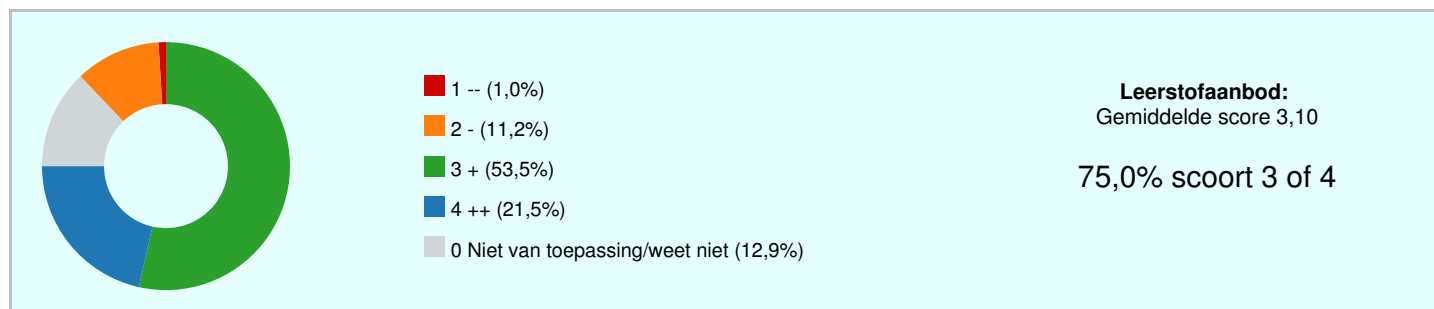 1 -- (1,0%)
2 - (11,2%)
3 + (53,5%)
4 ++ (21,5%)
0 Niet van toepassing/weet niet (12,9%)
Leerstofaanbod:
Gemiddelde score 3,10
75,0% scoort 3 of 4